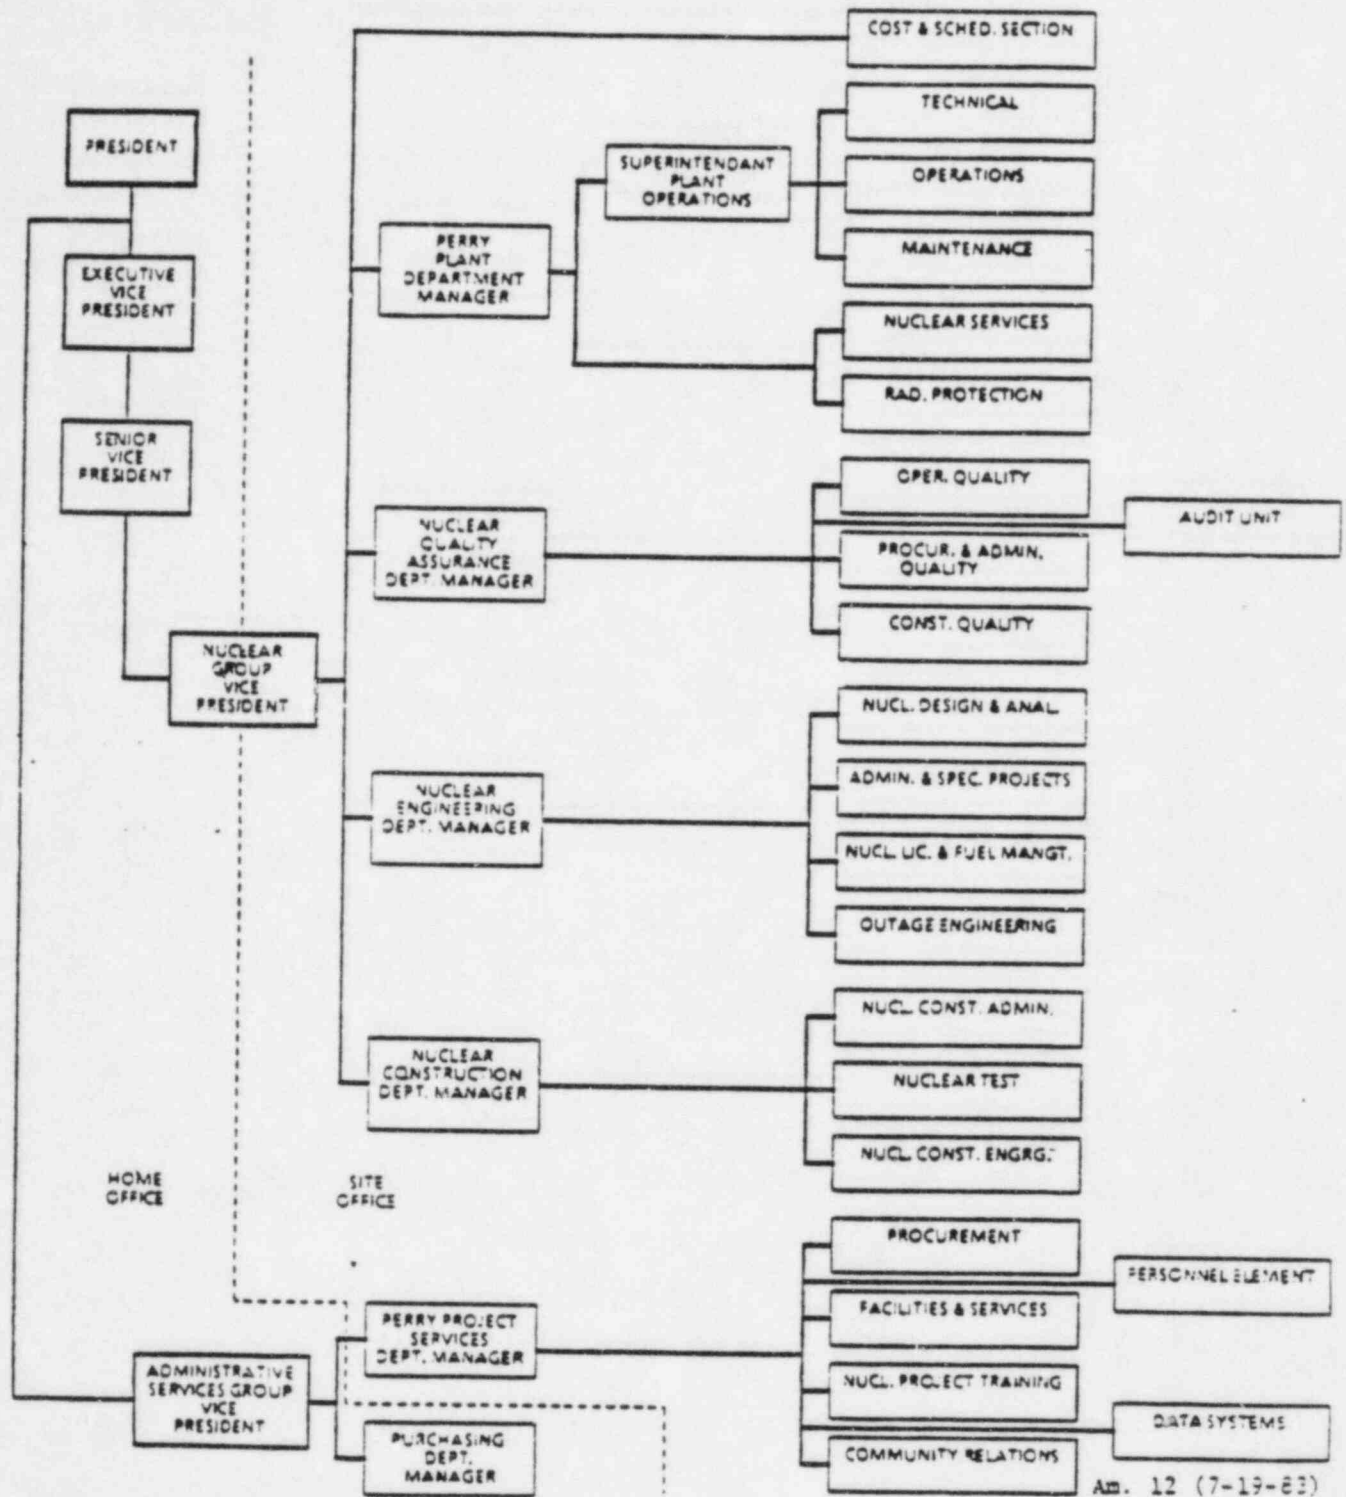 COST & SCHED. SECTION
TECHNICAL
PRESIDENT
SUPERINTENDANT
PLANT
OPERATIONS
OPERATIONS
PERRY
PLANT
DEPARTMENT
MANAGER
MAINTENANCE
EXECUTIVE
VICE
PRESIDENT
NUCLEAR SERVICES
RAD. PROTECTION
SENIOR
VICE
PRESIDENT
OPER. QUALITY
AUDIT UNIT
NUCLEAR
QUALITY
ASSURANCE
DEPT. MANAGER
PROCUR. & ADMIN.
QUALITY
CONST. QUALITY
NUCLEAR
GROUP
VICE
PRESIDENT
NUCL. DESIGN & ANAL.
ADMIN. & SPEC. PROJECTS
NUCLEAR
ENGINEERING
DEPT. MANAGER
NUCL. LIC. & FUEL MANGT.
OUTAGE ENGINEERING
NUCL. CONST. ADMIN.
NUCLEAR
CONSTRUCTION
DEPT. MANAGER
NUCLEAR TEST
NUCL. CONST. ENGRG.
HOME
OFFICE
SITE
OFFICE
PROCUREMENT
PERSONNEL ELEMENT
PERRY PROJECT
SERVICES
DEPT. MANAGER
FACILITIES & SERVICES
ADMINISTRATIVE
SERVICES GROUP
VICE
PRESIDENT
NUCL. PROJECT TRAINING
DATA SYSTEMS
PURCHASING
DEPT.
MANAGER
COMMUNITY RELATIONS
Am. 12 (7-19-83)